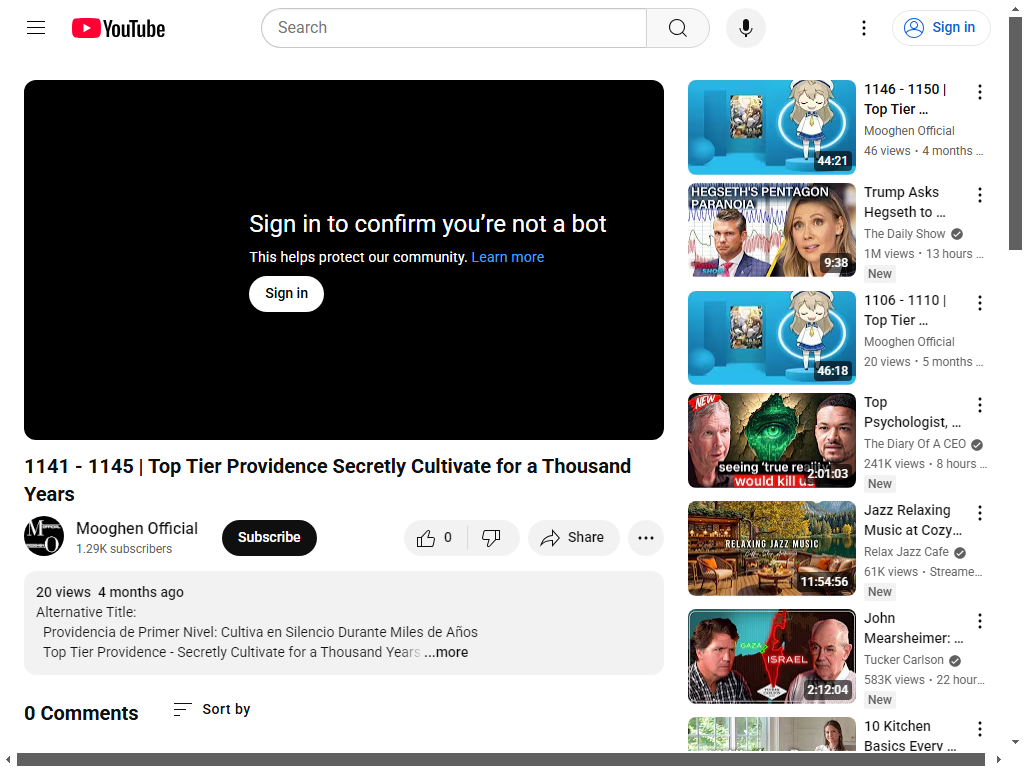 YouTube
Search
Sign in
Sign in to confirm you’re not a bot
This helps protect our community. Learn more
Sign in
1141 - 1145 | Top Tier Providence Secretly Cultivate for a Thousand
Years
Mooghen Official
1.29K subscribers
Subscribe
0
Share
20 views 4 months ago
Alternative Title:
Providencia de Primer Nivel: Cultiva en Silencio Durante Miles de Años
Top Tier Providence - Secretly Cultivate for a Thousand Years ...more
0 Comments
Sort by
44:21
1146 - 1150 |
Top Tier ...
Mooghen Official
46 views • 4 months ...
HEGSETH'S PENTAGON
PARANOIA
9:38
Trump Asks
Hegseth to ...
The Daily Show
1M views • 13 hours ...
New
46:18
1106 - 1110 |
Top Tier ...
Mooghen Official
20 views • 5 months ...
NEW
seeing 'true reality'
would kill us
2:01:03
Top
Psychologist, ...
The Diary Of A CEO
241K views • 8 hours ...
New
RELAXING JAZZ MUSIC
11:54:56
Jazz Relaxing
Music at Cozy...
Relax Jazz Cafe
61K views • Streame...
New
GAZA
ISRAEL
2:12:04
John
Mearsheimer: ...
Tucker Carlson
583K views • 22 hour...
New
10 Kitchen
Basics Every ...